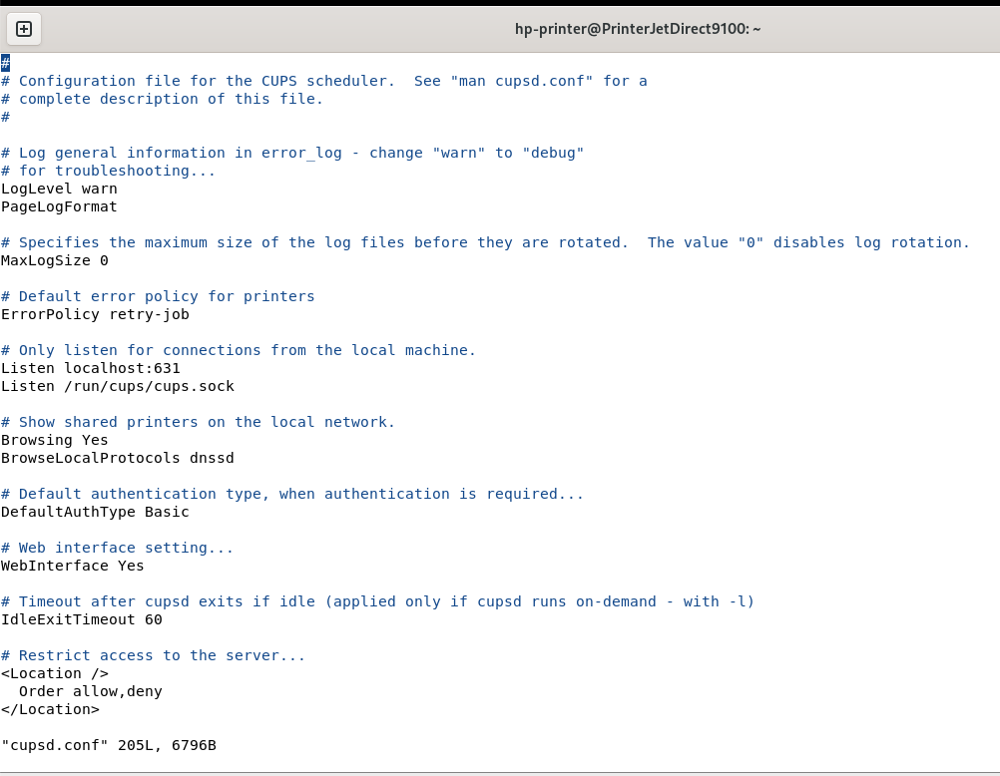 hp-printer@PrinterJetDirect9100: ~
#
# Configuration file for the CUPS scheduler.  See "man cupsd.conf" for a
# complete description of this file.
#
# Log general information in error_log - change "warn" to "debug"
# for troubleshooting...
LogLevel warn
PageLogFormat
# Specifies the maximum size of the log files before they are rotated.  The value "0" disables log rotation.
MaxLogSize 0
# Default error policy for printers
ErrorPolicy retry-job
# Only listen for connections from the local machine.
Listen localhost:631
Listen /run/cups/cups.sock
# Show shared printers on the local network.
Browsing Yes
BrowseLocalProtocols dnssd
# Default authentication type, when authentication is required...
DefaultAuthType Basic
# Web interface setting...
WebInterface Yes
# Timeout after cupsd exits if idle (applied only if cupsd runs on-demand - with -l)
IdleExitTimeout 60
# Restrict access to the server...
<Location />
  Order allow,deny
</Location>
"cupsd.conf" 205L, 6796B